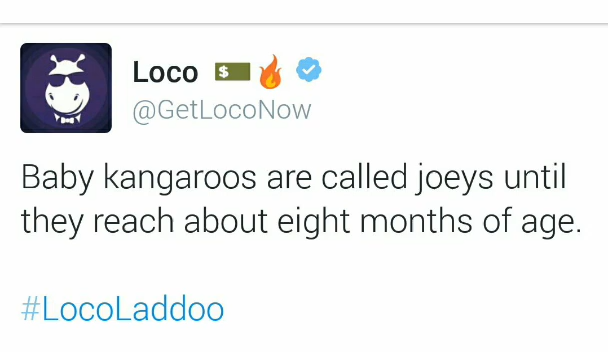 Loco 💵🔥
@GetLocoNow
Baby kangaroos are called joeys until
they reach about eight months of age.
#LocoLaddoo